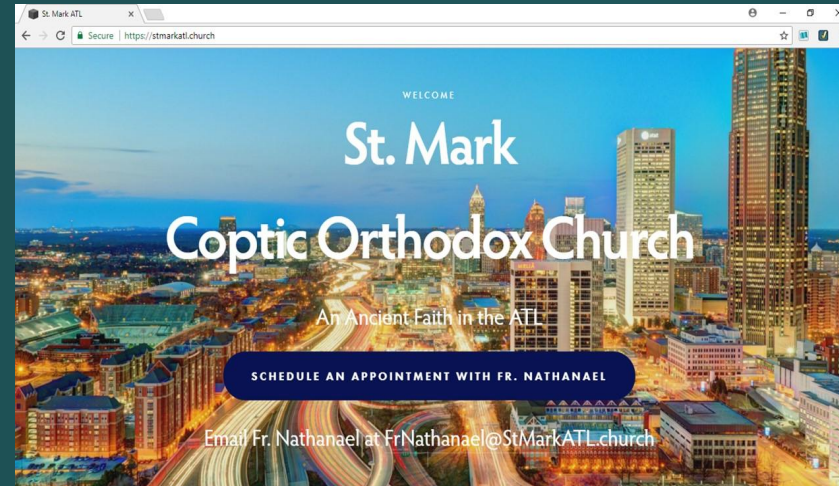 St. Mark ATL
Secure | https://stmarkatl.church
WELCOME
St. Mark
Coptic Orthodox Church
An Ancient Faith in the ATL
SCHEDULE AN APPOINTMENT WITH FR. NATHANAEL
Email Fr. Nathanael at FrNathanael@StMarkATL.church
at&t